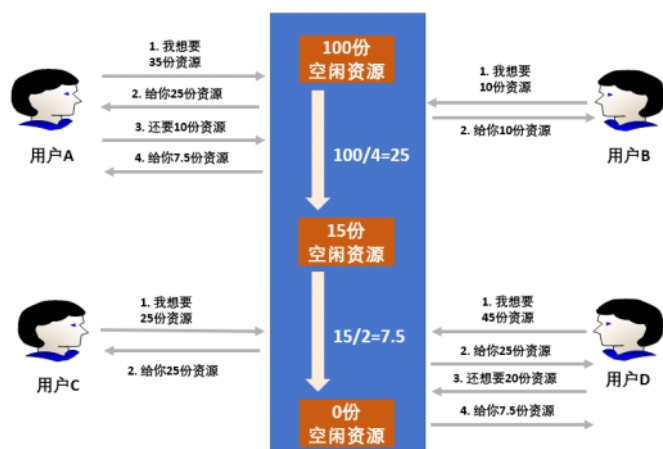 1. 我想要
35份资源
2. 给你25份资源
3. 还要10份资源
4. 给你7.5份资源
用户A
100份
空闲资源
100/4=25
1. 我想要
10份资源
2. 给你10份资源
用户B
15份
空闲资源
15/2=7.5
0份
空闲资源
1. 我想要
25份资源
2. 给你25份资源
用户C
1. 我想要
45份资源
2. 给你25份资源
3. 还想要20份资源
4. 给你7.5份资源
用户D